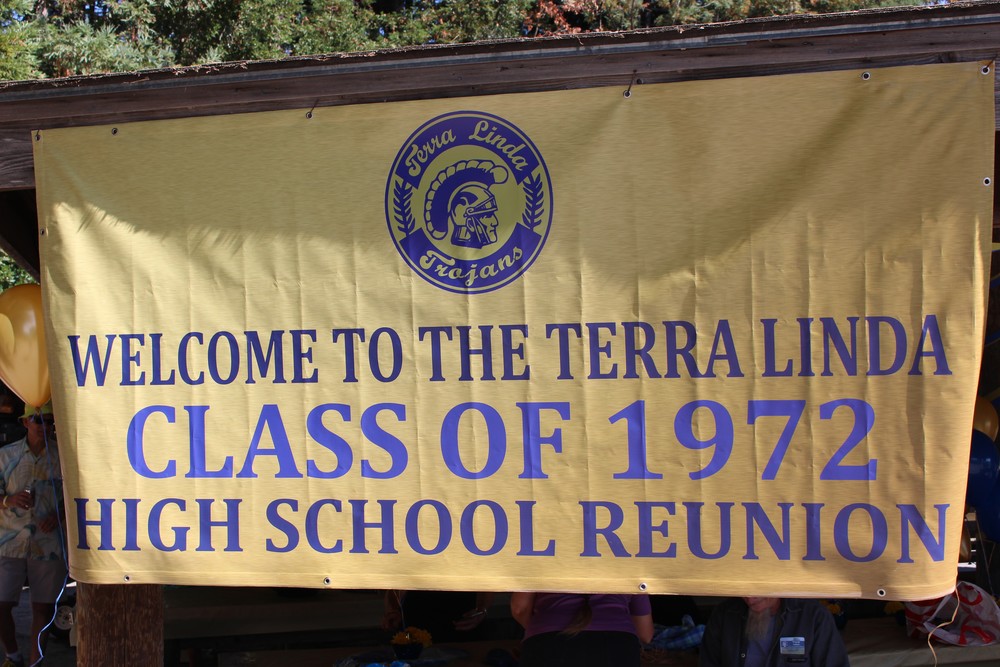 Terra Linda
Trojans
WELCOME TO THE TERRA LINDA
CLASS OF 1972
HIGH SCHOOL REUNION